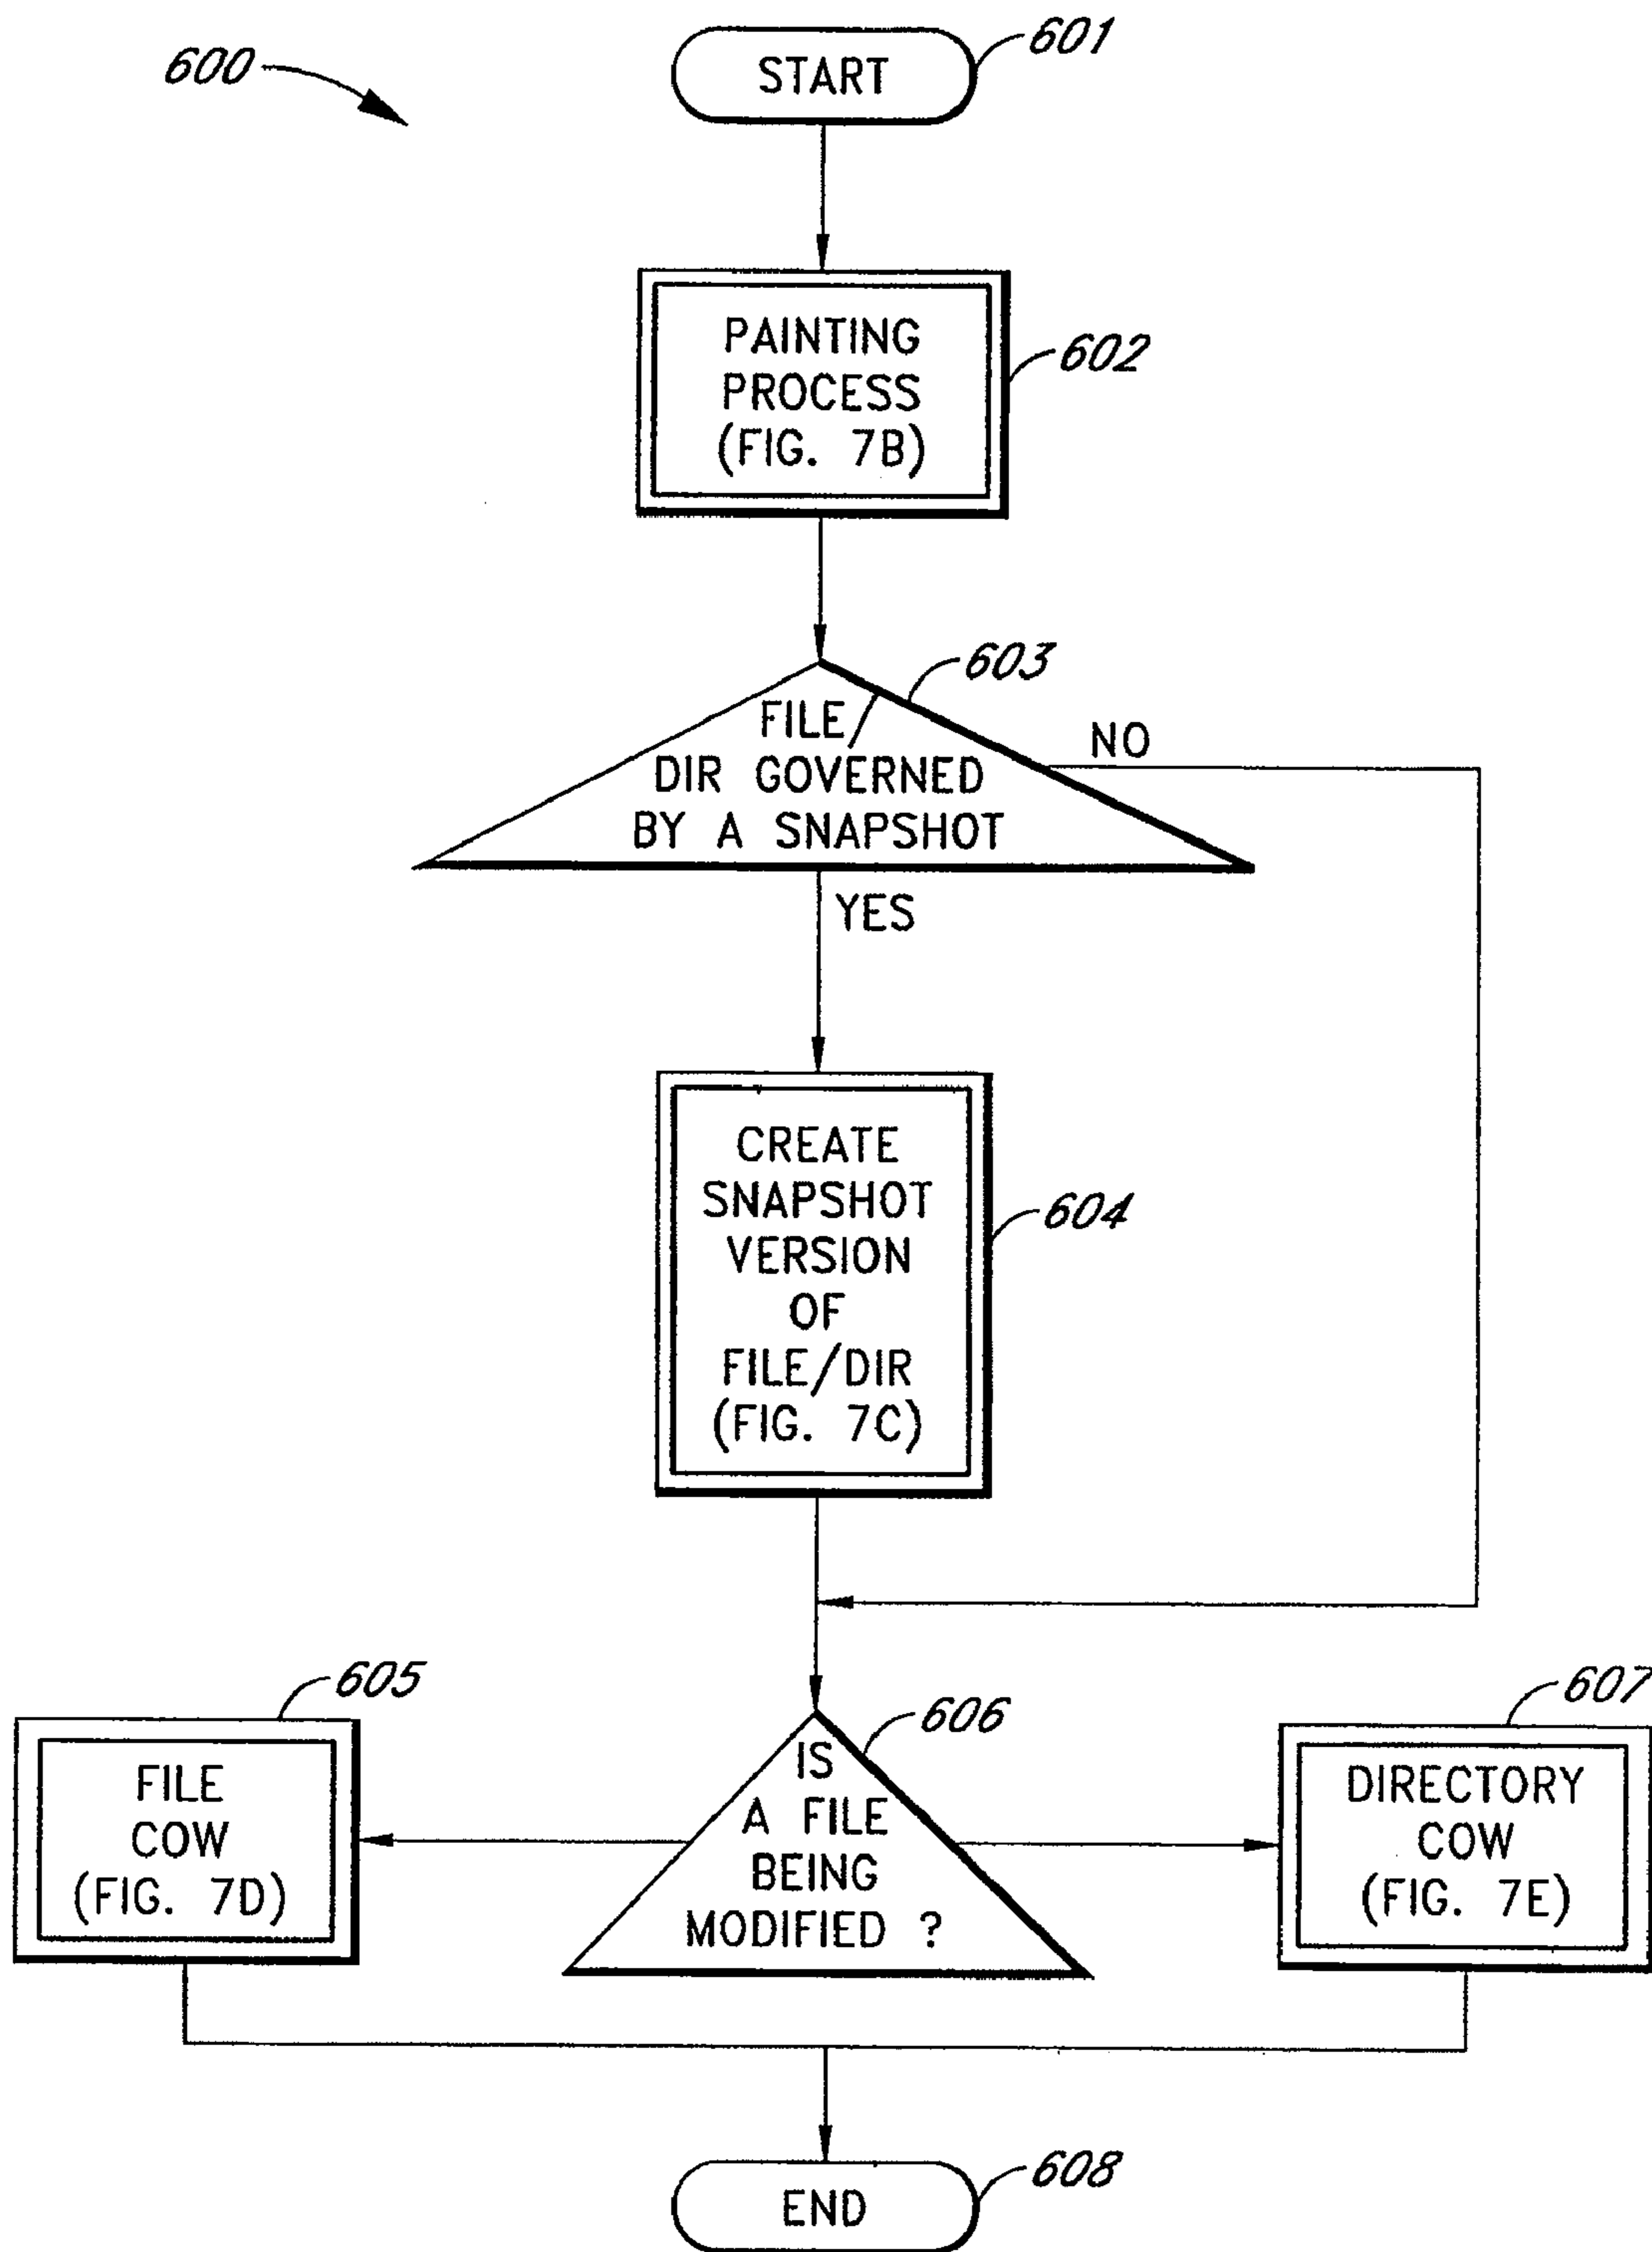 600
START
601
PAINTING
PROCESS
(FIG. 7B)
602
603
FILE/
DIR GOVERNED
BY A SNAPSHOT
NO
YES
CREATE
SNAPSHOT
VERSION
OF
FILE/DIR
(FIG. 7C)
604
605
FILE
COW
(FIG. 7D)
606
IS
A FILE
BEING
MODIFIED ?
607
DIRECTORY
COW
(FIG. 7E)
END
608